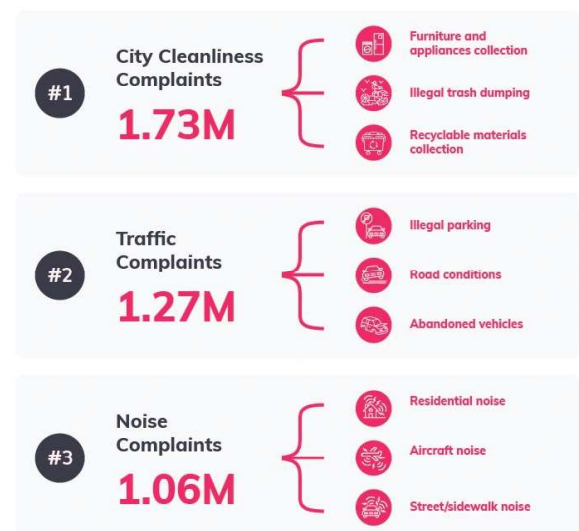 #1
City Cleanliness
Complaints
1.73M
Furniture and
appliances collection
Illegal trash dumping
Recyclable materials
collection
#2
Traffic
Complaints
1.27M
Illegal parking
Road conditions
Abandoned vehicles
#3
Noise
Complaints
1.06M
Residential noise
Aircraft noise
Street/sidewalk noise